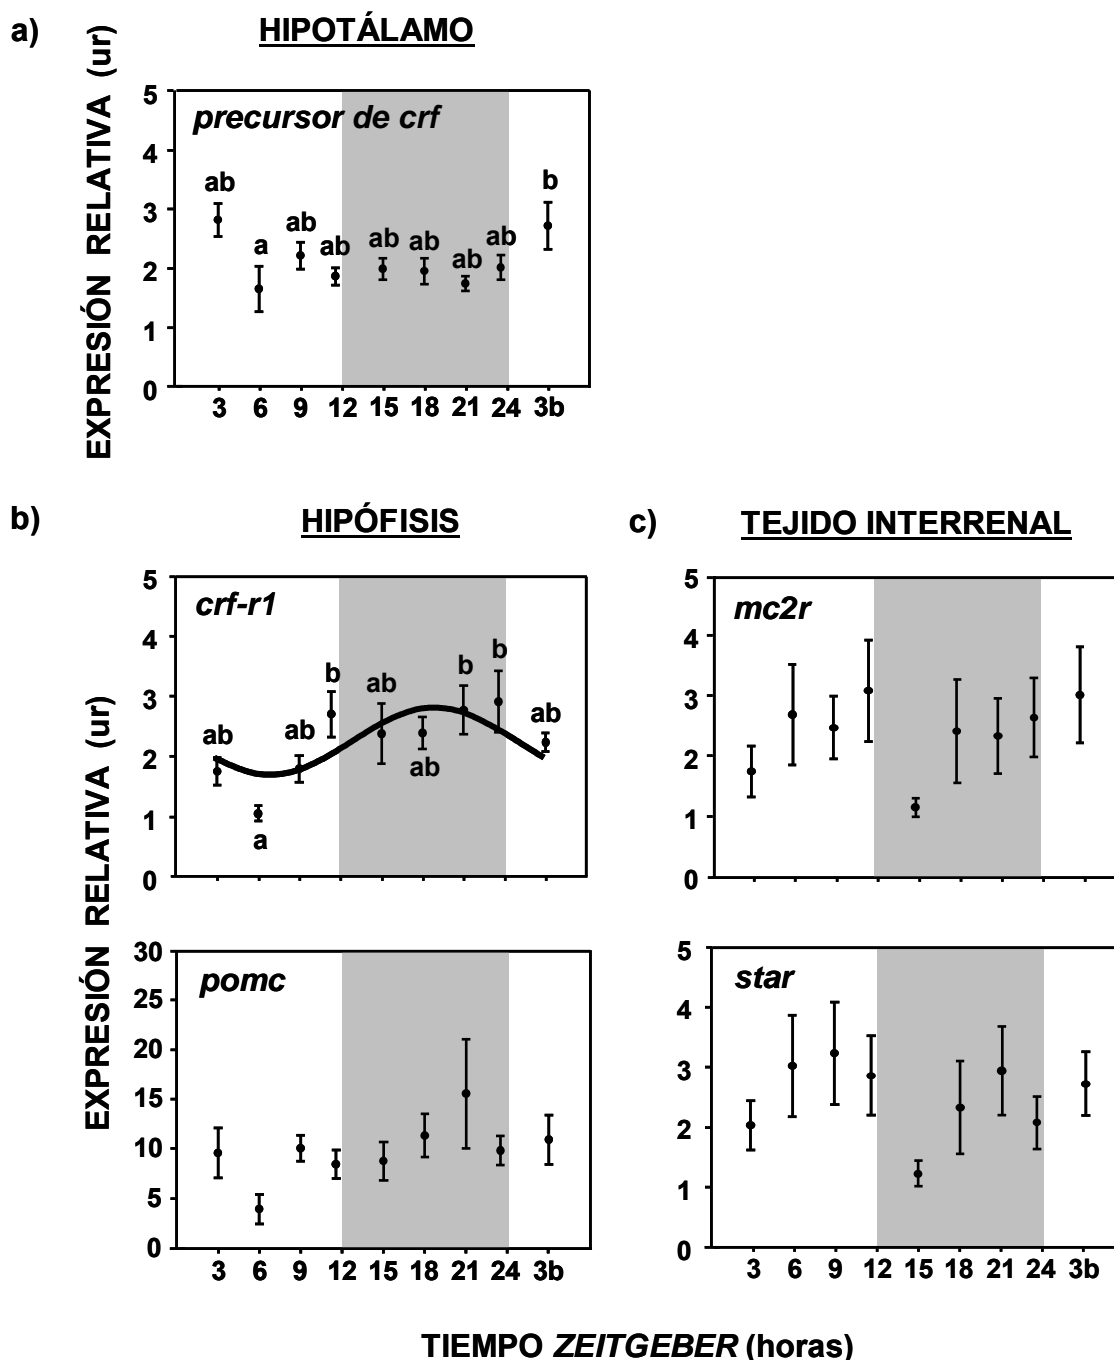 a)
HIPOTÁLAMO
EXPRESIÓN RELATIVA (ur)
precursor de crf
5
4
3
2
1
0
ab
a
ab
ab
ab
ab
ab
ab
b
3 6 9 12 15 18 21 24 3b
b)
HIPÓFISIS
EXPRESIÓN RELATIVA (ur)
crf-r1
5
4
3
2
1
0
ab
a
ab
b
ab
ab
b
b
ab
pomc
30
25
20
15
10
5
0
3 6 9 12 15 18 21 24 3b
c)
TEJIDO INTERRENAL
mc2r
5
4
3
2
1
0
star
5
4
3
2
1
0
3 6 9 12 15 18 21 24 3b
TIEMPO ZEITGEBER (horas)